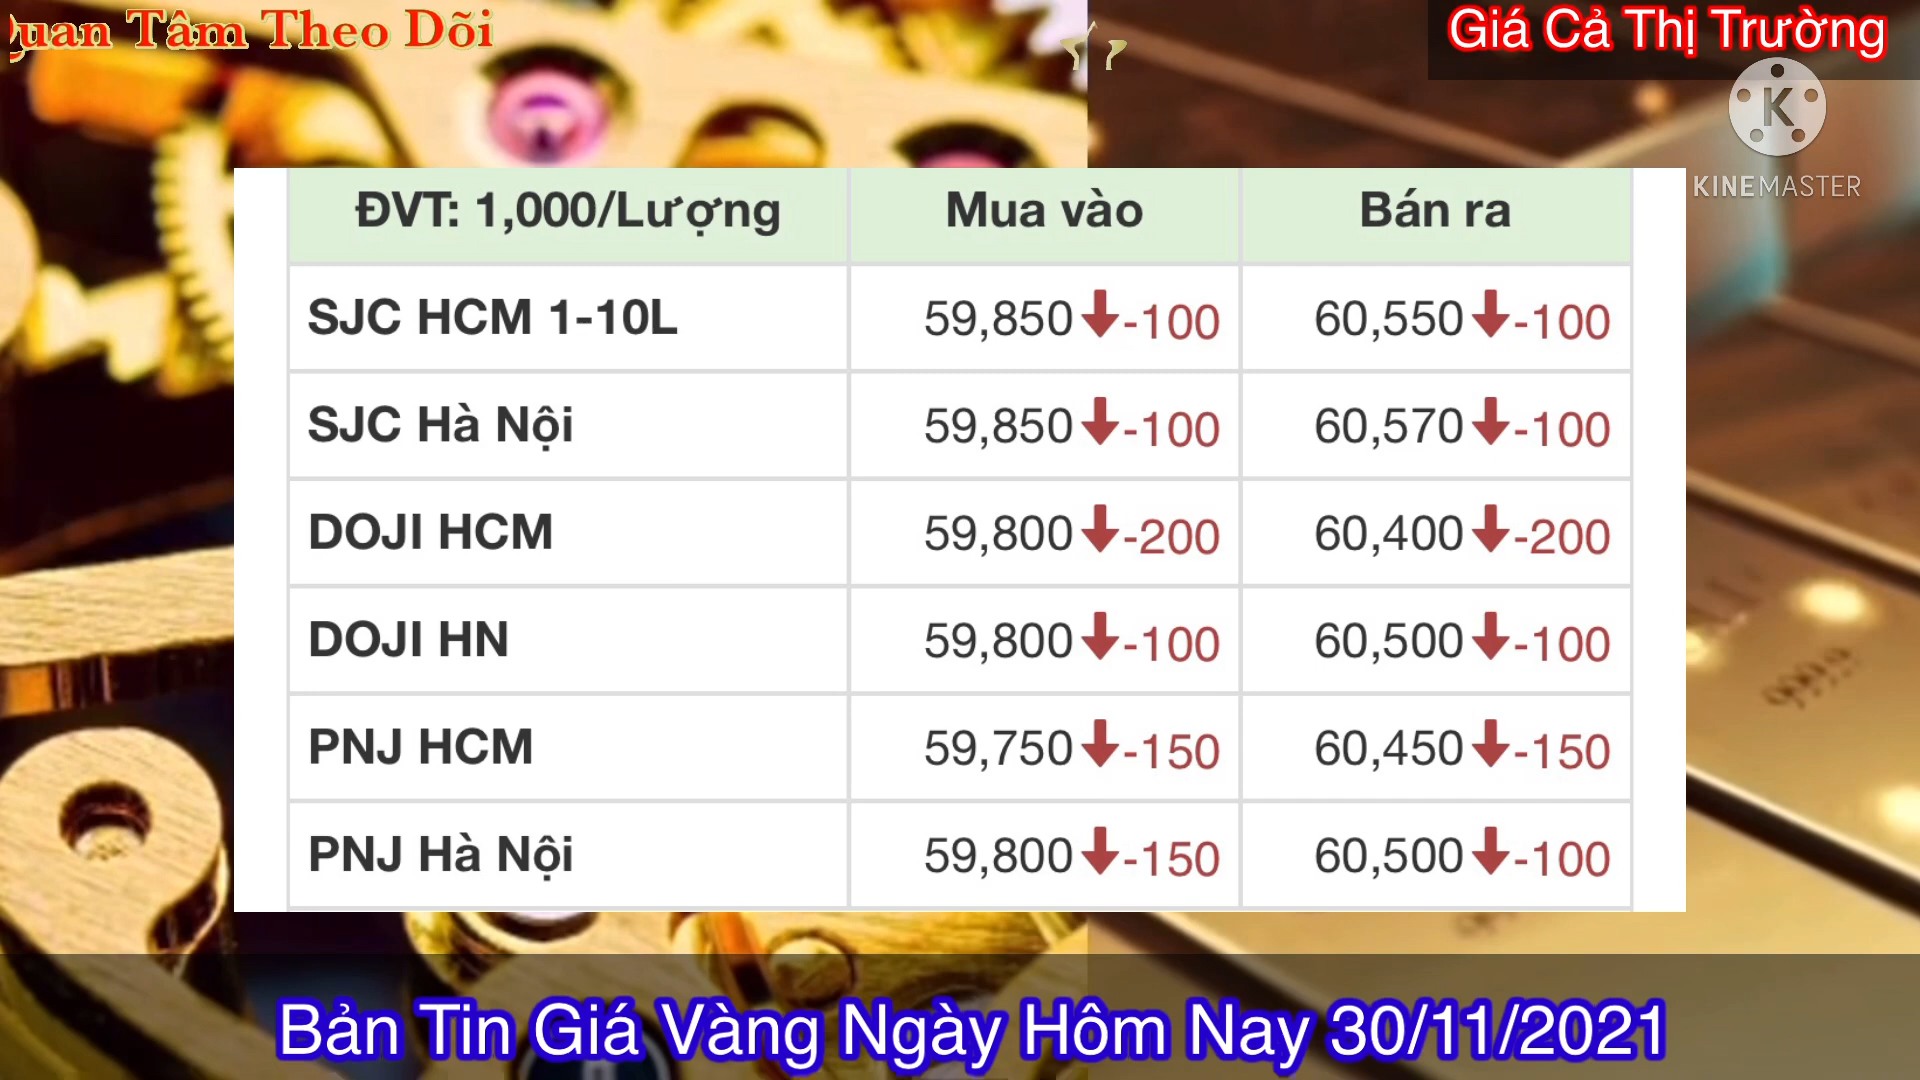 Tâm Theo Dõi
Giá Cả Thị Trường
K
KINEMASTER
ĐVT: 1,000/Lượng Mua vào Bán ra
SJC HCM 1-10L 59,850 -100 60,550 -100
SJC Hà Nội 59,850 -100 60,570 -100
DOJI HCM 59,800 -200 60,400 -200
DOJI HN 59,800 -100 60,500 -100
PNJ HCM 59,750 -150 60,450 -150
PNJ Hà Nội 59,800 -150 60,500 -100
Bản Tin Giá Vàng Ngày Hôm Nay 30/11/2021